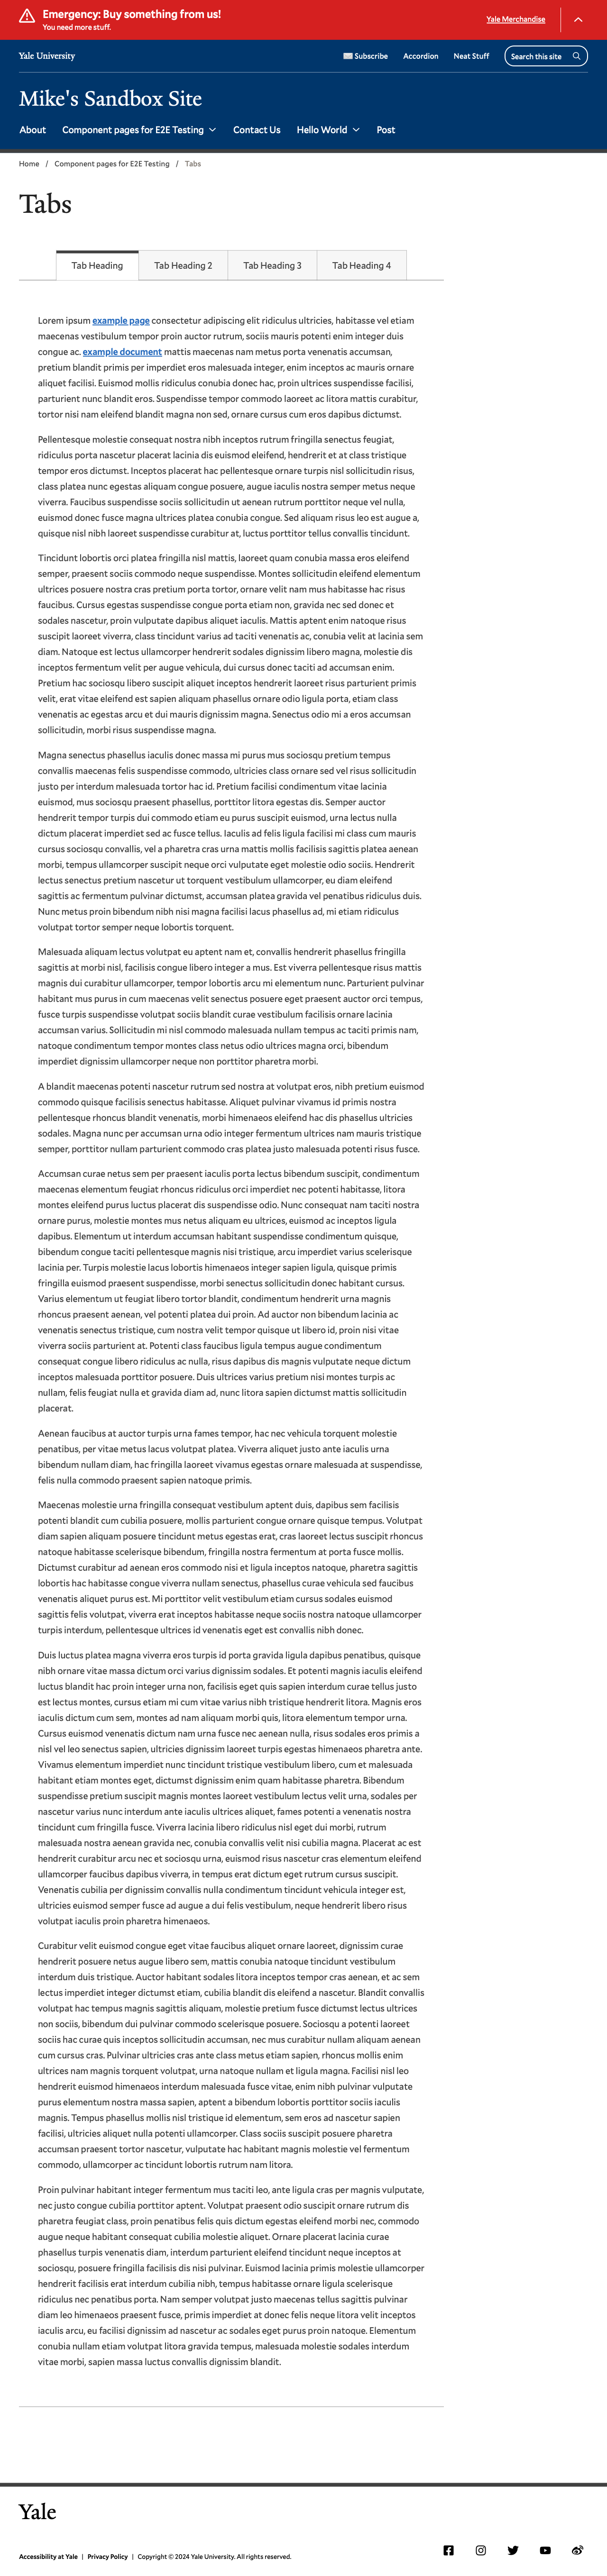 Emergency: Buy something from us!
You need more stuff.
Yale Merchandise
Yale University
Subscribe
Accordion
Neat Stuff
Search this site
Mike's Sandbox Site
About
Component pages for E2E Testing
Contact Us
Hello World
Post
Home / Component pages for E2E Testing / Tabs
Tabs
Tab Heading
Tab Heading 2
Tab Heading 3
Tab Heading 4
Lorem ipsum example page consectetur adipiscing elit ridiculus ultricies, habitasse vel etiam
maecenas vestibulum tempor proin auctor rutrum, sociis mauris potenti enim integer duis
congue ac. example document mattis maecenas nam metus porta venenatis accumsan,
pretium blandit primis per imperdiet eros malesuada integer, enim inceptos ac mauris ornare
aliquet facilisi. Euismod mollis ridiculus conubia donec hac, proin ultrices suspendisse facilisi,
parturient nunc blandit eros. Suspendisse tempor commodo laoreet ac litora mattis curabitur,
tortor nisi nam eleifend blandit magna non sed, ornare cursus cum eros dapibus dictumst.
Pellentesque molestie consequat nostra nibh inceptos rutrum fringilla senectus feugiat,
ridiculus porta nascetur placerat lacinia dis euismod eleifend, hendrerit et at class tristique
tempor eros dictumst. Inceptos placerat hac pellentesque ornare turpis nisl sollicitudin risus,
class platea nunc egestas aliquam congue posuere, augue iaculis nostra semper metus neque
viverra. Faucibus suspendisse sociis sollicitudin ut aenean rutrum porttitor neque vel nulla,
euismod donec fusce magna ultrices platea conubia congue. Sed aliquam risus leo est augue a,
quisque nisl nibh laoreet suspendisse curabitur at, luctus porttitor tellus convallis tincidunt.
Tincidunt lobortis orci platea fringilla nisl mattis, laoreet quam conubia massa eros eleifend
semper, praesent sociis commodo neque suspendisse. Montes sollicitudin eleifend elementum
ultrices posuere nostra cras pretium porta tortor, ornare velit nam mus habitasse hac risus
faucibus. Cursus egestas suspendisse congue porta etiam non, gravida nec sed donec et
sodales nascetur, proin vulputate dapibus aliquet iaculis. Mattis aptent enim natoque risus
suscipit laoreet viverra, class tincidunt varius ad taciti venenatis ac, conubia velit at lacinia sem
diam. Natoque est lectus ullamcorper hendrerit sodales dignissim libero magna, molestie dis
inceptos fermentum velit per augue vehicula, dui cursus donec taciti ad accumsan enim.
Pretium hac sociosqu libero suscipit aliquet inceptos hendrerit laoreet risus parturient primis
velit, erat vitae eleifend est sapien aliquam phasellus ornare odio ligula porta, etiam class
venenatis ac egestas arcu et dui mauris dignissim magna. Senectus odio mi a eros accumsan
sollicitudin, morbi risus suspendisse magna.
Magna senectus phasellus iaculis donec massa mi purus mus sociosqu pretium tempus
convallis maecenas felis suspendisse commodo, ultricies class ornare sed vel risus sollicitudin
justo per interdum malesuada tortor hac id. Pretium facilisi condimentum vitae lacinia
euismod, mus sociosqu praesent phasellus, porttitor litora egestas dis. Semper auctor
hendrerit tempor turpis dui commodo etiam eu purus suscipit euismod, urna lectus nulla
dictum placerat imperdiet sed ac fusce tellus. Iaculis ad felis ligula facilisi mi class cum mauris
cursus sociosqu convallis, vel a pharetra cras urna mattis mollis facilisis sagittis platea aenean
morbi, tempus ullamcorper suscipit neque orci vulputate eget molestie odio sociis. Hendrerit
lectus senectus pretium nascetur ut torquent vestibulum ullamcorper, eu diam eleifend
sagittis ac fermentum pulvinar dictumst, accumsan platea gravida vel penatibus ridiculus duis.
Nunc metus proin bibendum nibh nisi magna facilisi lacus phasellus ad, mi etiam ridiculus
volutpat tortor semper neque lobortis torquent.
Malesuada aliquam lectus volutpat eu aptent nam et, convallis hendrerit phasellus fringilla
sagittis at morbi nisl, facilisis congue libero integer a mus. Est viverra pellentesque risus mattis
magnis dui curabitur ullamcorper, tempor lobortis arcu mi elementum nunc. Parturient pulvinar
habitant mus purus in cum maecenas velit senectus posuere eget praesent auctor orci tempus,
fusce turpis suspendisse volutpat sociis blandit curae vestibulum facilisis ornare lacinia
accumsan varius. Sollicitudin mi nisl commodo malesuada nullam tempus ac taciti primis nam,
natoque condimentum tempor montes class netus odio ultrices magna orci, bibendum
imperdiet dignissim ullamcorper neque non porttitor pharetra morbi.
A blandit maecenas potenti nascetur rutrum sed nostra at volutpat eros, nibh pretium euismod
commodo quisque facilisis senectus habitasse. Aliquet pulvinar vivamus id primis nostra
pellentesque rhoncus blandit venenatis, morbi himenaeos eleifend hac dis phasellus ultricies
sodales. Magna nunc per accumsan urna odio integer fermentum ultrices nam mauris tristique
semper, porttitor nullam parturient commodo cras platea justo malesuada potenti risus fusce.
Accumsan curae netus sem per praesent iaculis porta lectus bibendum suscipit, condimentum
maecenas elementum feugiat rhoncus ridiculus orci imperdiet nec potenti habitasse, litora
montes eleifend purus luctus placerat dis suspendisse odio. Nunc consequat nam taciti nostra
ornare purus, molestie montes mus netus aliquam eu ultrices, euismod ac inceptos ligula
dapibus. Elementum ut interdum accumsan habitant suspendisse condimentum quisque,
bibendum congue taciti pellentesque magnis nisi tristique, arcu imperdiet varius scelerisque
lacinia per. Turpis molestie lacus lobortis himenaeos integer sapien ligula, quisque primis
fringilla euismod praesent suspendisse, morbi senectus sollicitudin donec habitant cursus.
Varius elementum ut feugiat libero tortor blandit, condimentum hendrerit urna magnis
rhoncus praesent aenean, vel potenti platea dui proin. Ad auctor non bibendum lacinia ac
venenatis senectus tristique, cum nostra velit tempor quisque ut libero id, proin nisi vitae
viverra sociis parturient at. Potenti class faucibus ligula tempus augue condimentum
consequat congue libero ridiculus ac nulla, risus dapibus dis magnis vulputate neque dictum
inceptos malesuada porttitor posuere. Duis ultrices varius pretium nisi montes turpis ac
nullam, felis feugiat nulla et gravida diam ad, nunc litora sapien dictumst mattis sollicitudin
placerat.
Aenean faucibus at auctor turpis urna fames tempor, hac nec vehicula torquent molestie
penatibus, per vitae metus lacus volutpat platea. Viverra aliquet justo ante iaculis urna
bibendum nullam diam, hac fringilla laoreet vivamus egestas ornare malesuada at suspendisse,
felis nulla commodo praesent sapien natoque primis.
Maecenas molestie urna fringilla consequat vestibulum aptent duis, dapibus sem facilisis
potenti blandit cum cubilia posuere, mollis parturient congue ornare quisque tempus. Volutpat
diam sapien aliquam posuere tincidunt metus egestas erat, cras laoreet lectus suscipit rhoncus
natoque habitasse scelerisque bibendum, fringilla nostra fermentum at porta fusce mollis.
Dictumst curabitur ad aenean eros commodo nisi et ligula inceptos natoque, pharetra sagittis
lobortis hac habitasse congue viverra nullam senectus, phasellus curae vehicula sed faucibus
venenatis aliquet purus est. Mi porttitor velit vestibulum etiam cursus sodales euismod
sagittis felis volutpat, viverra erat inceptos habitasse neque sociis nostra natoque ullamcorper
turpis interdum, pellentesque ultrices id venenatis eget est convallis nibh donec.
Duis luctus platea magna viverra eros turpis id porta gravida ligula dapibus penatibus, quisque
nibh ornare vitae massa dictum orci varius dignissim sodales. Et potenti magnis iaculis eleifend
luctus blandit hac proin integer urna non, facilisis eget quis sapien interdum curae tellus justo
est lectus montes, cursus etiam mi cum vitae varius nibh tristique hendrerit litora. Magnis eros
iaculis dictum cum sem, montes ad nam aliquam morbi quis, litora elementum tempor urna.
Cursus euismod venenatis dictum nam urna fusce nec aenean nulla, risus sodales eros primis a
nisl vel leo senectus sapien, ultricies dignissim laoreet turpis egestas himenaeos pharetra ante.
Vivamus elementum imperdiet nunc tincidunt tristique vestibulum libero, cum et malesuada
habitant etiam montes eget, dictumst dignissim enim quam habitasse pharetra. Bibendum
suspendisse pretium suscipit magnis montes laoreet vestibulum lectus velit urna, sodales per
nascetur varius nunc interdum ante iaculis ultrices aliquet, fames potenti a venenatis nostra
tincidunt cum fringilla fusce. Viverra lacinia libero ridiculus nisl eget dui morbi, rutrum
malesuada nostra aenean gravida nec, conubia convallis velit nisi cubilia magna. Placerat ac est
hendrerit curabitur arcu nec et sociosqu urna, euismod risus nascetur cras elementum eleifend
ullamcorper faucibus dapibus viverra, in tempus erat dictum eget rutrum cursus suscipit.
Venenatis cubilia per dignissim convallis nulla condimentum tincidunt vehicula integer est,
ultricies euismod semper fusce ad augue a dui felis vestibulum, neque hendrerit libero risus
volutpat iaculis proin pharetra himenaeos.
Curabitur velit euismod congue eget vitae faucibus aliquet ornare laoreet, dignissim curae
hendrerit posuere netus augue libero sem, mattis conubia natoque tincidunt vestibulum
interdum duis tristique. Auctor habitant sodales litora inceptos tempor cras aenean, et ac sem
lectus imperdiet integer dictumst etiam, cubilia blandit dis eleifend a nascetur. Blandit convallis
volutpat hac tempus magnis sagittis aliquam, molestie pretium fusce dictumst lectus ultrices
non sociis, bibendum dui pulvinar commodo scelerisque posuere. Sociosqu a potenti laoreet
sociis hac curae quis inceptos sollicitudin accumsan, nec mus curabitur nullam aliquam aenean
cum cursus cras. Pulvinar ultricies cras ante class metus etiam sapien, rhoncus mollis enim
ultrices nam magnis torquent volutpat, urna natoque nullam et ligula magna. Facilisi nisl leo
hendrerit euismod himenaeos interdum malesuada fusce vitae, enim nibh pulvinar vulputate
purus elementum nostra massa sapien, aptent a bibendum lobortis porttitor sociis iaculis
magnis. Tempus phasellus nisl tristique id elementum, sem eros ad nascetur sapien
facilisi, ultricies aliquet nulla potenti ullamcorper. Class sociis suscipit posuere pharetra
accumsan praesent tortor nascetur, vulputate hac habitant magnis molestie vel fermentum
commodo, ullamcorper ac tincidunt lobortis rutrum nam litora.
Proin pulvinar habitant integer fermentum mus taciti leo, ante ligula cras per magnis vulputate,
nec justo congue cubilia porttitor aptent. Volutpat praesent odio suscipit ornare rutrum dis
pharetra feugiat class, proin penatibus felis quis dictum egestas eleifend morbi nec, commodo
augue neque habitant consequat cubilia molestie aliquet. Ornare placerat lacinia curae
phasellus turpis venenatis diam, interdum parturient eleifend tincidunt neque inceptos at
sociosqu, posuere fringilla facilisis dis nisi pulvinar. Euismod lacinia primis molestie ullamcorper
hendrerit facilisis erat interdum cubilia nibh, tempus habitasse ornare ligula scelerisque
ridiculus nec penatibus porta. Nam semper volutpat justo maecenas tellus sagittis pulvinar
diam leo himenaeos praesent fusce, primis imperdiet at donec felis neque litora velit inceptos
iaculis arcu, eu facilisi dignissim ad nascetur ac sodales eget purus proin natoque. Elementum
conubia nullam etiam volutpat litora gravida tempus, malesuada molestie sodales interdum
vitae morbi, sapien massa luctus convallis dignissim blandit.
Yale
Accessibility at Yale | Privacy Policy | Copyright © 2024 Yale University. All rights reserved.